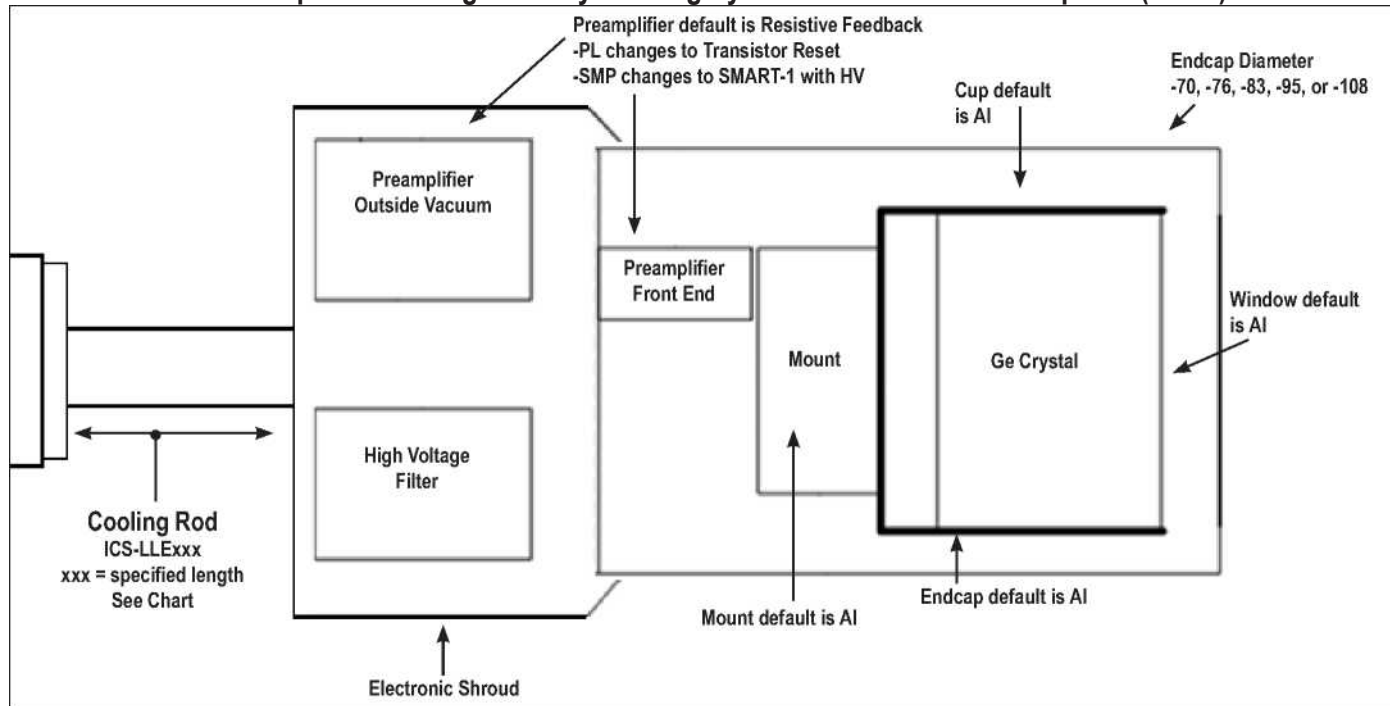 Preamplifier default is Resistive Feedback
-PL changes to Transistor Reset
-SMP changes to SMART-1 with HV
Endcap Diameter
-70, -76, -83, -95, or -108
Cup default
is Al
Preamplifier
Outside Vacuum
Preamplifier
Front End
Mount
Ge Crystal
Window default
is Al
High Voltage
Filter
Cooling Rod
ICS-LLExxx
xxx = specified length
See Chart
Mount default is Al
Endcap default is Al
Electronic Shroud